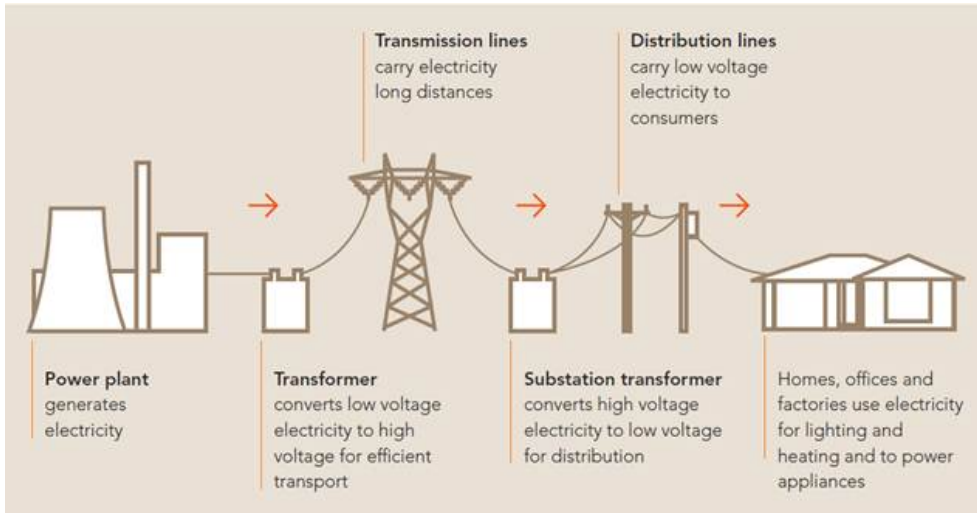 Transmission lines
carry electricity
long distances
Distribution lines
carry low voltage
electricity to
consumers
Power plant
generates
electricity
Transformer
converts low voltage
electricity to high
voltage for efficient
transport
Substation transformer
converts high voltage
electricity to low voltage
for distribution
Homes, offices and
factories use electricity
for lighting and
heating and to power
appliances